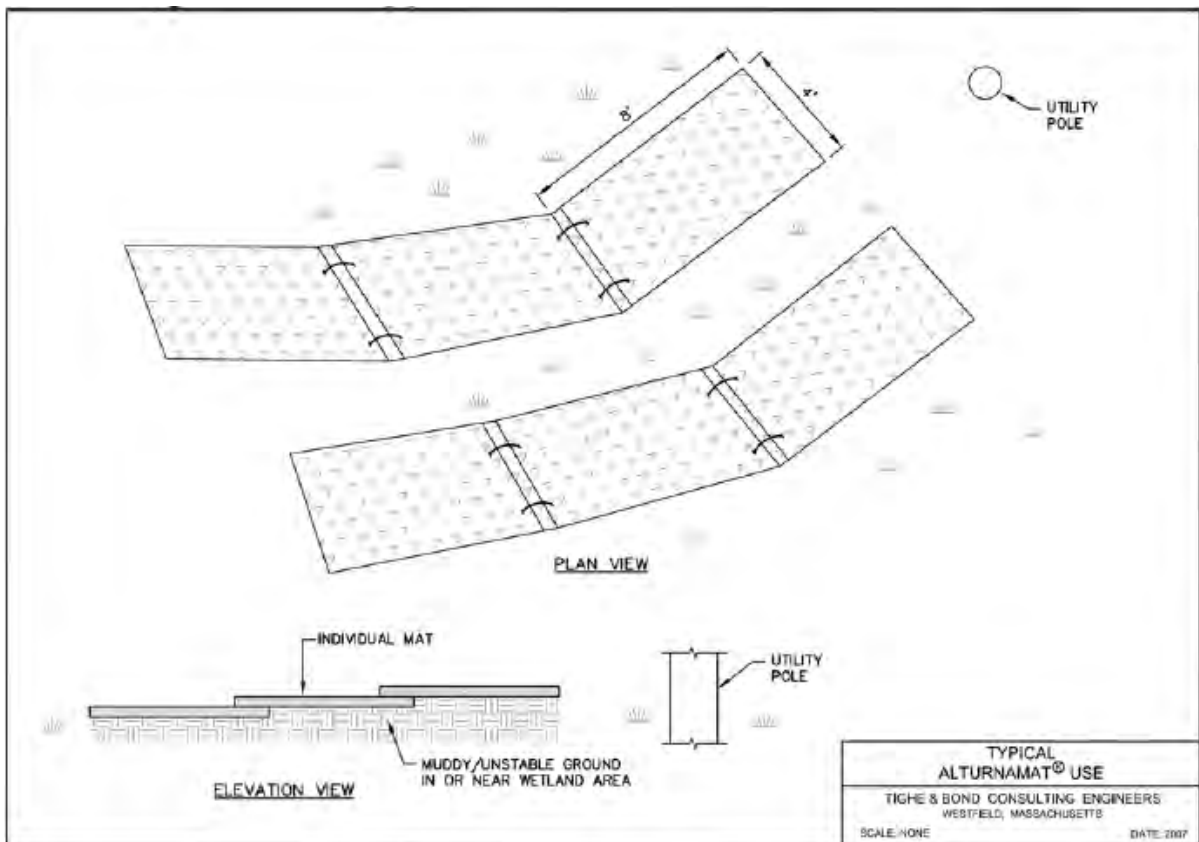 8'
4'
UTILITY
POLE
PLAN VIEW
INDIVIDUAL MAT
UTILITY
POLE
MUDDY/UNSTABLE GROUND
IN OR NEAR WETLAND AREA
ELEVATION VIEW
TYPICAL
ALTURNAMAT® USE
TIGHE & BOND CONSULTING ENGINEERS
WESTFIELD, MASSACHUSETTS
SCALE: NONE
DATE: 2007